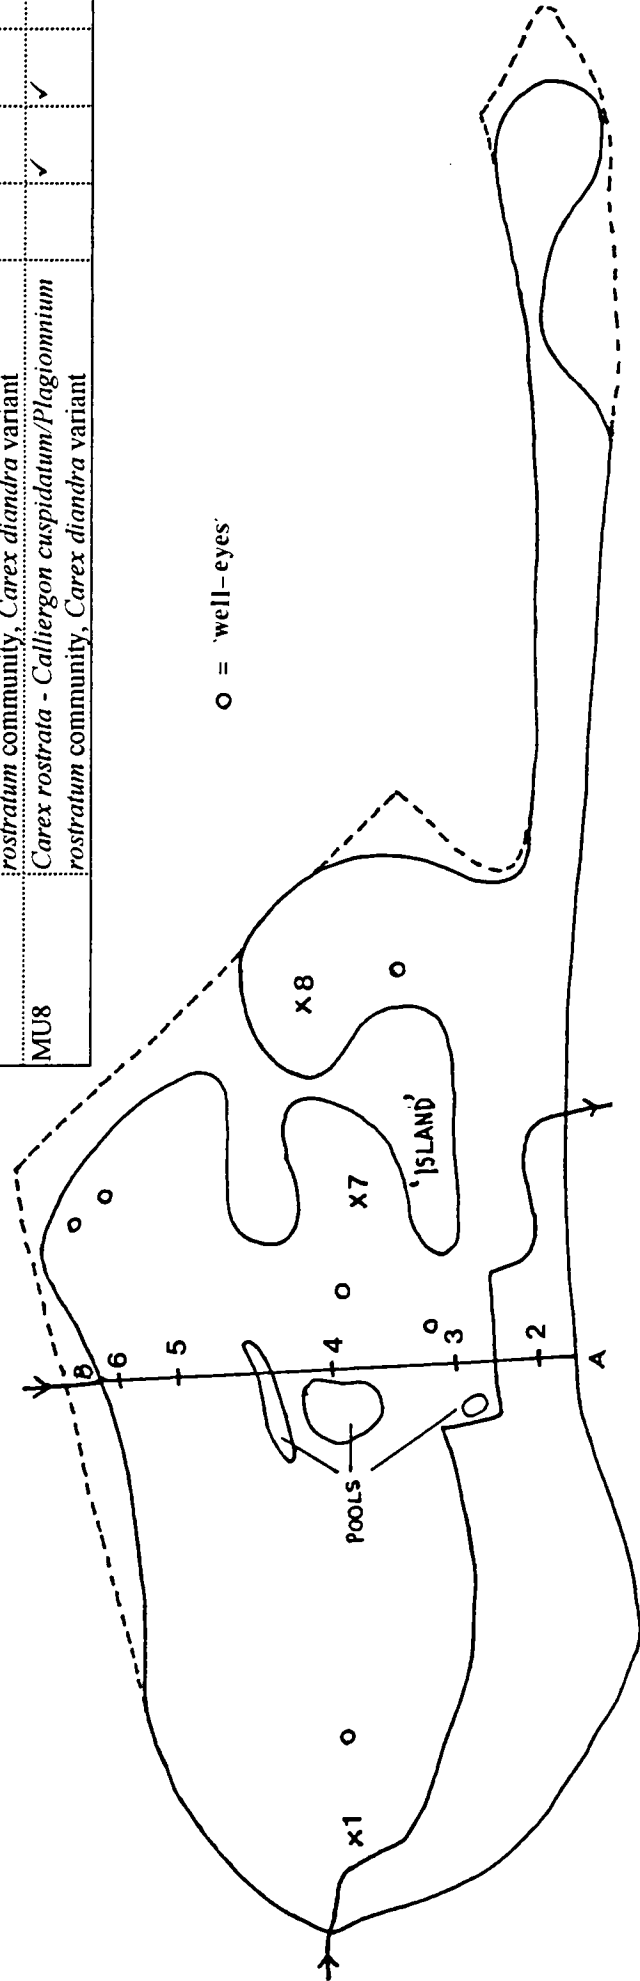 rostratum community, Carex diandra variant
MU8 Carex rostrata - Calliergon cuspidatum/Plagiomnium ✓ ✓
rostratum community, Carex diandra variant
O = 'well-eyes'
B
6
5
4
3
2
A
POOLS
'ISLAND'
x1
x7
x8